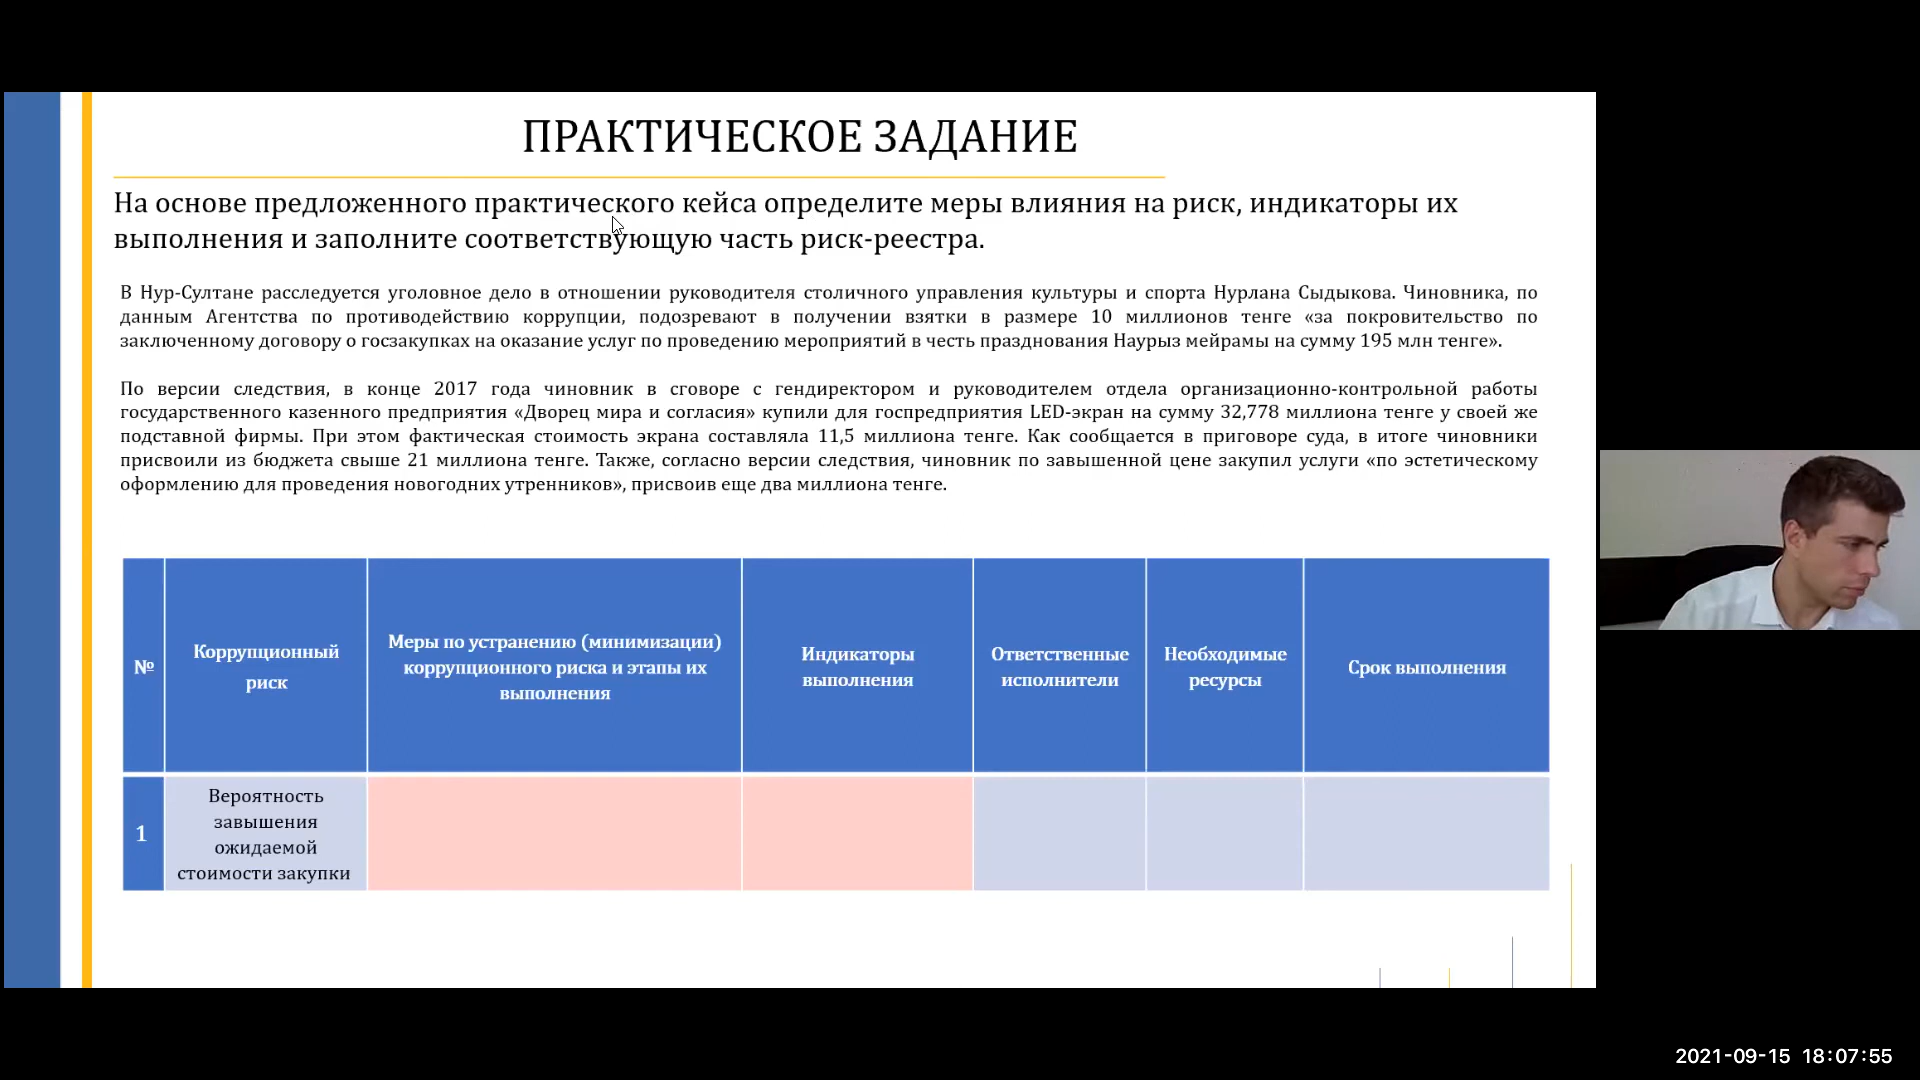 ПРАКТИЧЕСКОЕ ЗАДАНИЕ
На основе предложенного практического кейса определите меры влияния на риск, индикаторы их
выполнения и заполните соответствующую часть риск-реестра.
В Нур-Султане расследуется уголовное дело в отношении руководителя столичного управления культуры и спорта Нурлана Сыдыкова. Чиновника, по
данным Агентства по противодействию коррупции, подозревают в получении взятки в размере 10 миллионов тенге «за покровительство по
заключенному договору о госзакупках на оказание услуг по проведению мероприятий в честь празднования Наурыз мейрамы на сумму 195 млн тенге».
По версии следствия, в конце 2017 года чиновник в сговоре с гендиректором и руководителем отдела организационно-контрольной работы
государственного казенного предприятия «Дворец мира и согласия» купили для госпредприятия LED-экран на сумму 32,778 миллиона тенге у своей же
подставной фирмы. При этом фактическая стоимость экрана составляла 11,5 миллиона тенге. Как сообщается в приговоре суда, в итоге чиновники
присвоили из бюджета свыше 21 миллиона тенге. Также, согласно версии следствия, чиновник по завышенной цене закупил услуги «по эстетическому
оформлению для проведения новогодних утренников», присвоив еще два миллиона тенге.
№
Коррупционный
риск
Меры по устранению (минимизации)
коррупционного риска и этапы их
выполнения
Индикаторы
выполнения
Ответственные
исполнители
Необходимые
ресурсы
Срок выполнения
1
Вероятность
завышения
ожидаемой
стоимости закупки
2021-09-15 18:07:55